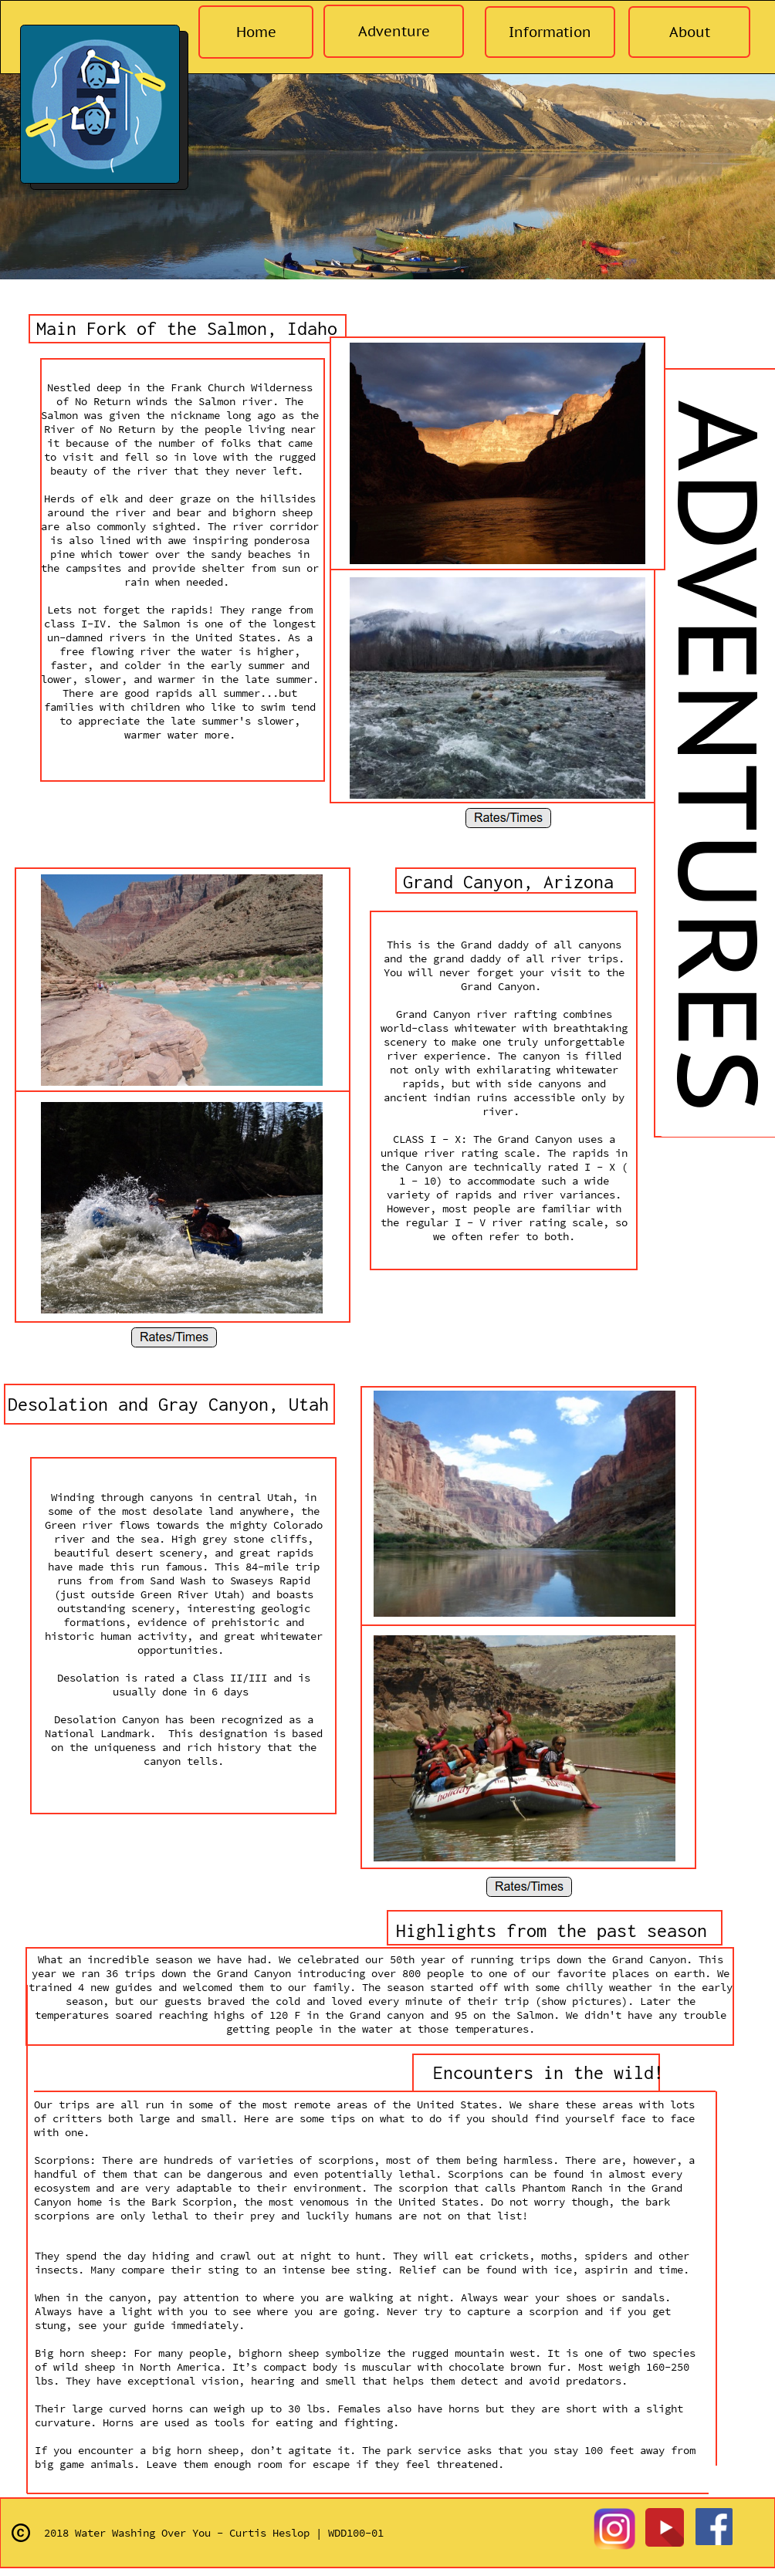 Home
Adventure
Information
About
Main Fork of the Salmon, Idaho
Nestled deep in the Frank Church Wilderness
of No Return winds the Salmon river. The
Salmon was given the nickname long ago as the
River of No Return by the people living near
it because of the number of folks that came
to visit and fell so in love with the rugged
beauty of the river that they never left.
Herds of elk and deer graze on the hillsides
around the river and bear and bighorn sheep
are also commonly sighted. The river corridor
is also lined with awe inspiring ponderosa
pine which tower over the sandy beaches in
the campsites and provide shelter from sun or
rain when needed.
Lets not forget the rapids! They range from
class I-IV. the Salmon is one of the longest
un-damned rivers in the United States. As a
free flowing river the water is higher,
faster, and colder in the early summer and
lower, slower, and warmer in the late summer.
There are good rapids all summer...but
families with children who like to swim tend
to appreciate the late summer's slower,
warmer water more.
ADVENTURES
Rates/Times
Grand Canyon, Arizona
This is the Grand daddy of all canyons
and the grand daddy of all river trips.
You will never forget your visit to the
Grand Canyon.
Grand Canyon river rafting combines
world-class whitewater with breathtaking
scenery to make one truly unforgettable
river experience. The canyon is filled
not only with exhilarating whitewater
rapids, but with side canyons and
ancient indian ruins accessible only by
river.
CLASS I - X: The Grand Canyon uses a
unique river rating scale. The rapids in
the Canyon are technically rated I - X (
1 - 10) to accommodate such a wide
variety of rapids and river variances.
However, most people are familiar with
the regular I - V river rating scale, so
we often refer to both.
Rates/Times
Desolation and Gray Canyon, Utah
Winding through canyons in central Utah, in
some of the most desolate land anywhere, the
Green river flows towards the mighty Colorado
river and the sea. High grey stone cliffs,
beautiful desert scenery, and great rapids
have made this run famous. This 84-mile trip
runs from from Sand Wash to Swaseys Rapid
(just outside Green River Utah) and boasts
outstanding scenery, interesting geologic
formations, evidence of prehistoric and
historic human activity, and great whitewater
opportunities.
Desolation is rated a Class II/III and is
usually done in 6 days
Desolation Canyon has been recognized as a
National Landmark.  This designation is based
on the uniqueness and rich history that the
canyon tells.
holiday
Rates/Times
Highlights from the past season
What an incredible season we have had. We celebrated our 50th year of running trips down the Grand Canyon. This
year we ran 36 trips down the Grand Canyon introducing over 800 people to one of our favorite places on earth. We
trained 4 new guides and welcomed them to our family. The season started off with some chilly weather in the early
season, but our guests braved the cold and loved every minute of their trip (show pictures). Later the
temperatures soared reaching highs of 120 F in the Grand canyon and 95 on the Salmon. We didn't have any trouble
getting people in the water at those temperatures.
Encounters in the wild!
Our trips are all run in some of the most remote areas of the United States. We share these areas with lots
of critters both large and small. Here are some tips on what to do if you should find yourself face to face
with one.
Scorpions: There are hundreds of varieties of scorpions, most of them being harmless. There are, however, a
handful of them that can be dangerous and even potentially lethal. Scorpions can be found in almost every
ecosystem and are very adaptable to their environment. The scorpion that calls Phantom Ranch in the Grand
Canyon home is the Bark Scorpion, the most venomous in the United States. Do not worry though, the bark
scorpions are only lethal to their prey and luckily humans are not on that list!
They spend the day hiding and crawl out at night to hunt. They will eat crickets, moths, spiders and other
insects. Many compare their sting to an intense bee sting. Relief can be found with ice, aspirin and time.
When in the canyon, pay attention to where you are walking at night. Always wear your shoes or sandals.
Always have a light with you to see where you are going. Never try to capture a scorpion and if you get
stung, see your guide immediately.
Big horn sheep: For many people, bighorn sheep symbolize the rugged mountain west. It is one of two species
of wild sheep in North America. It’s compact body is muscular with chocolate brown fur. Most weigh 160-250
lbs. They have exceptional vision, hearing and smell that helps them detect and avoid predators.
Their large curved horns can weigh up to 30 lbs. Females also have horns but they are short with a slight
curvature. Horns are used as tools for eating and fighting.
If you encounter a big horn sheep, don’t agitate it. The park service asks that you stay 100 feet away from
big game animals. Leave them enough room for escape if they feel threatened.
© 2018 Water Washing Over You - Curtis Heslop | WDD100-01